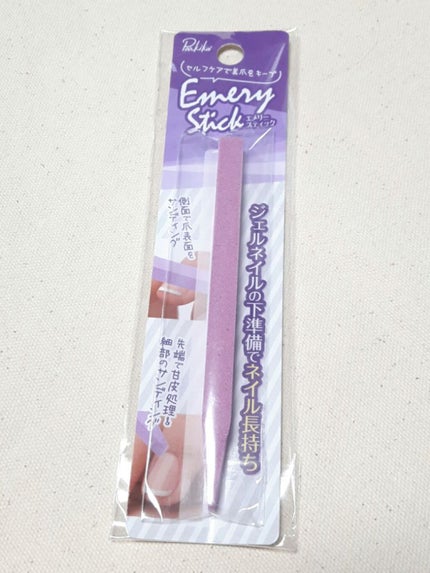 セルフケアで美爪をキープ
Emery
Stick
エメリー
スティック
側面で爪表面を
サンディング
ジェルネイルの下準備でネイル長持ち
先端で甘皮処理&
細部のサンディング